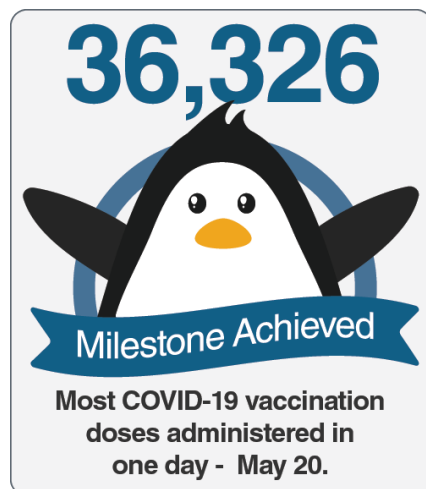 36,326
Milestone Achieved
Most COVID-19 vaccination
doses administered in
one day - May 20.